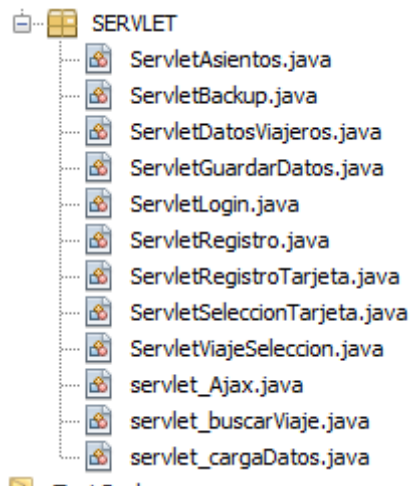 SERVLET
ServletAsientos.java
ServletBackup.java
ServletDatosViajeros.java
ServletGuardarDatos.java
ServletLogin.java
ServletRegistro.java
ServletRegistroTarjeta.java
ServletSeleccionTarjeta.java
ServletViajeSeleccion.java
servlet_Ajax.java
servlet_buscarViaje.java
servlet_cargaDatos.java